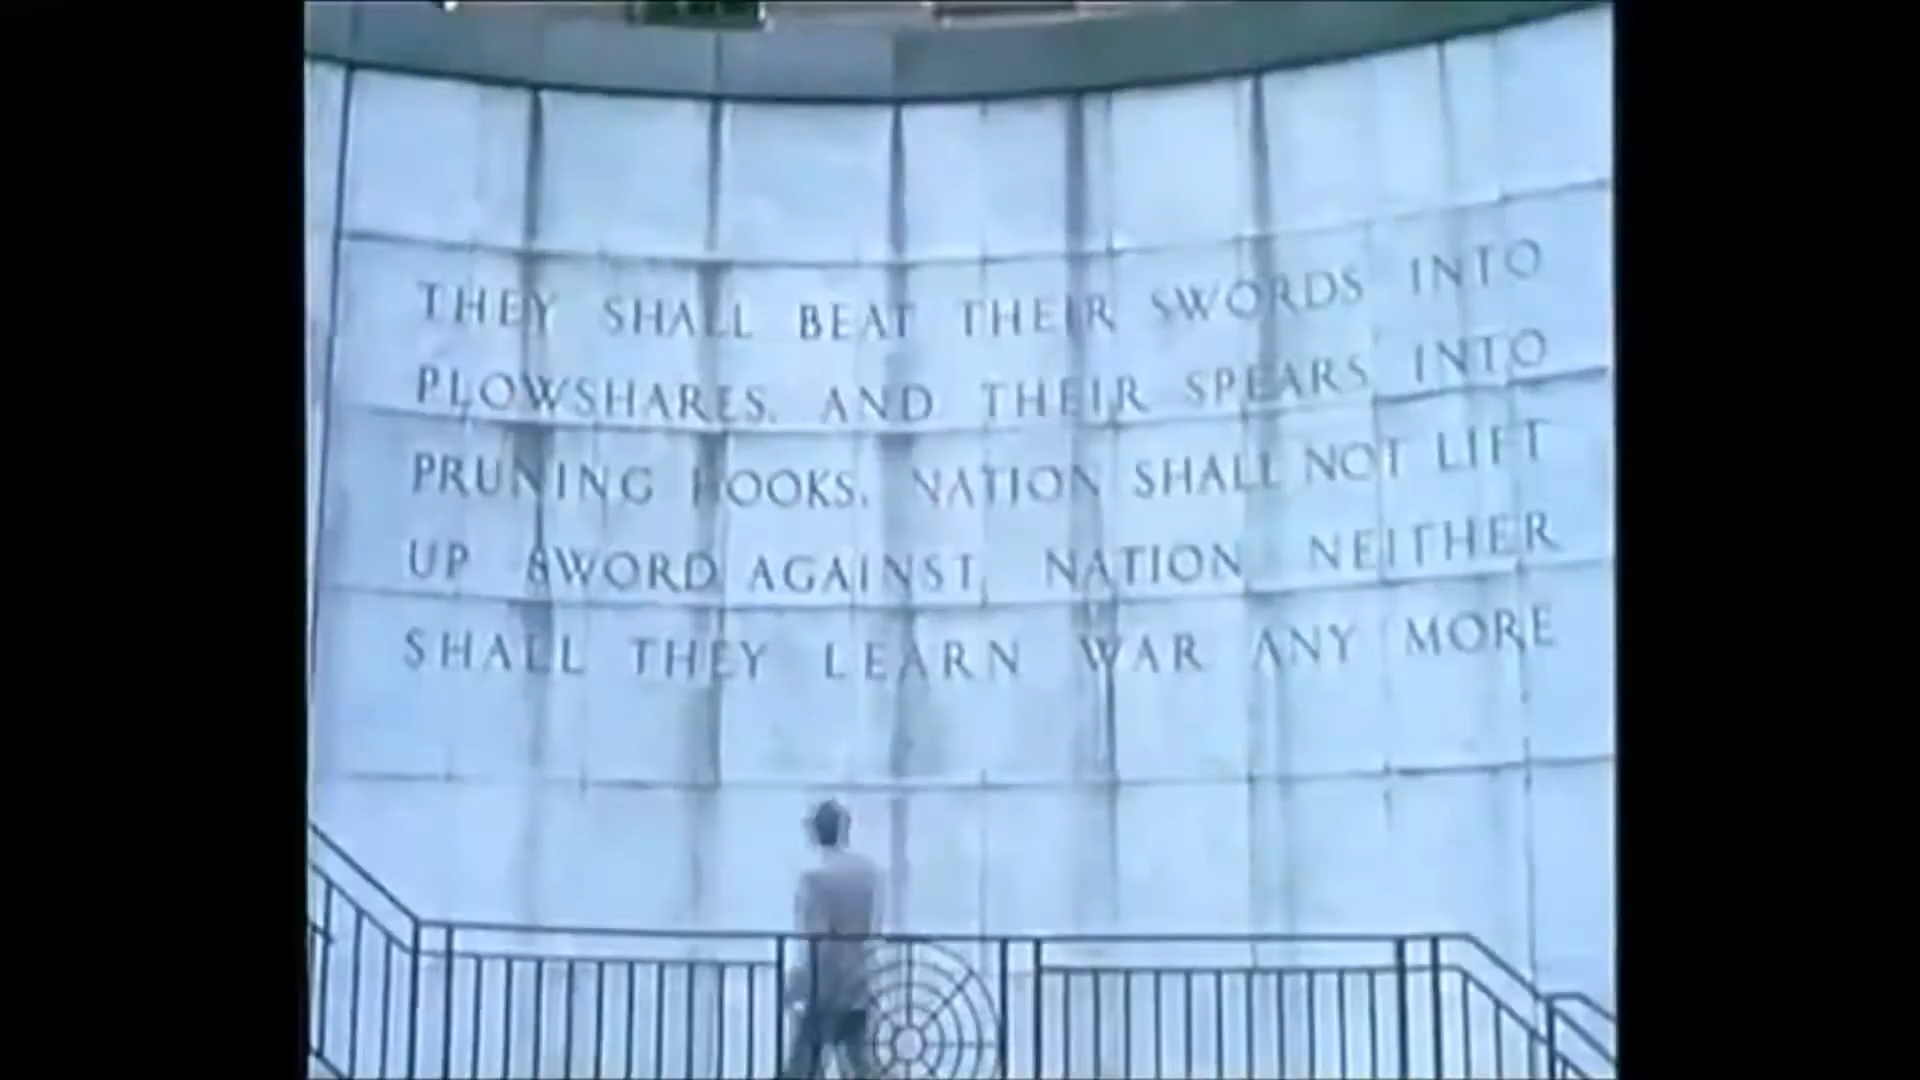 THEY SHALL BEAT THEIR SWORDS INTO
PLOWSHARES. AND THEIR SPEARS INTO
PRUNING HOOKS. NATION SHALL NOT LIFT
UP SWORD AGAINST NATION NEITHER
SHALL THEY LEARN WAR ANY MORE